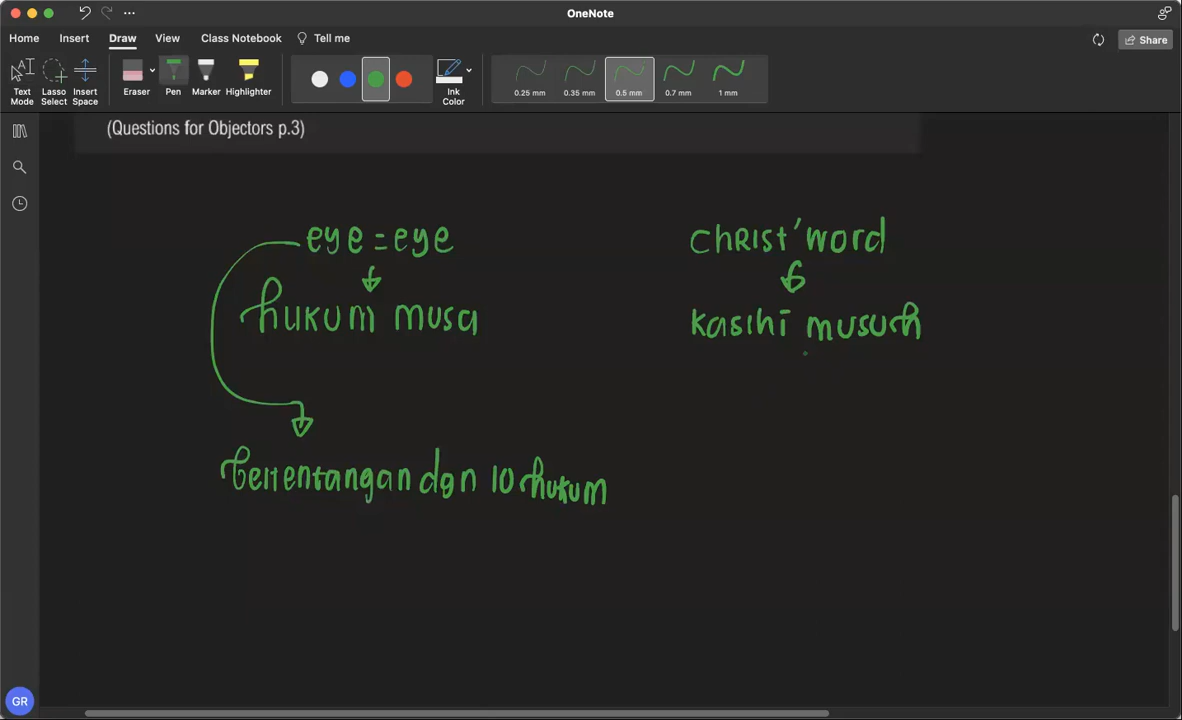 OneNote
Home Insert Draw View Class Notebook Tell me
Share
Text Mode
Lasso Select
Insert Space
Eraser
Pen
Marker
Highlighter
Ink Color
0.25 mm
0.35 mm
0.5 mm
0.7 mm
1 mm
(Questions for Objectors p.3)
eye = eye
hukum musa
bertentangan dgn 10 hukum
Christ' word
kasihi musuh
GR